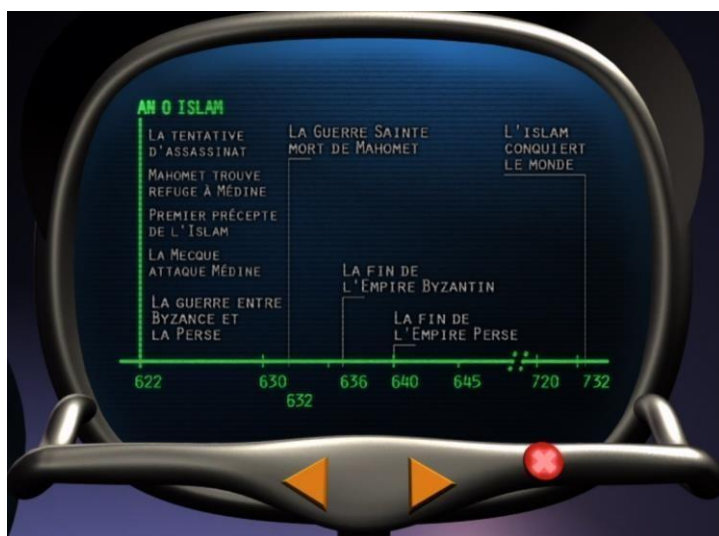 AN 0 ISLAM
LA TENTATIVE
D'ASSASSINAT
MAHOMET TROUVE
REFUGE À MÉDINE
PREMIER PRÉCEPTE
DE L'ISLAM
LA MECQUE
ATTAQUE MÉDINE
LA GUERRE ENTRE
BYZANCE ET
LA PERSE
LA GUERRE SAINTE
MORT DE MAHOMET
L'ISLAM
CONQUIERT
LE MONDE
LA FIN DE
L'EMPIRE BYZANTIN
LA FIN DE
L'EMPIRE PERSE
622 630 636 640 645 720 732
632